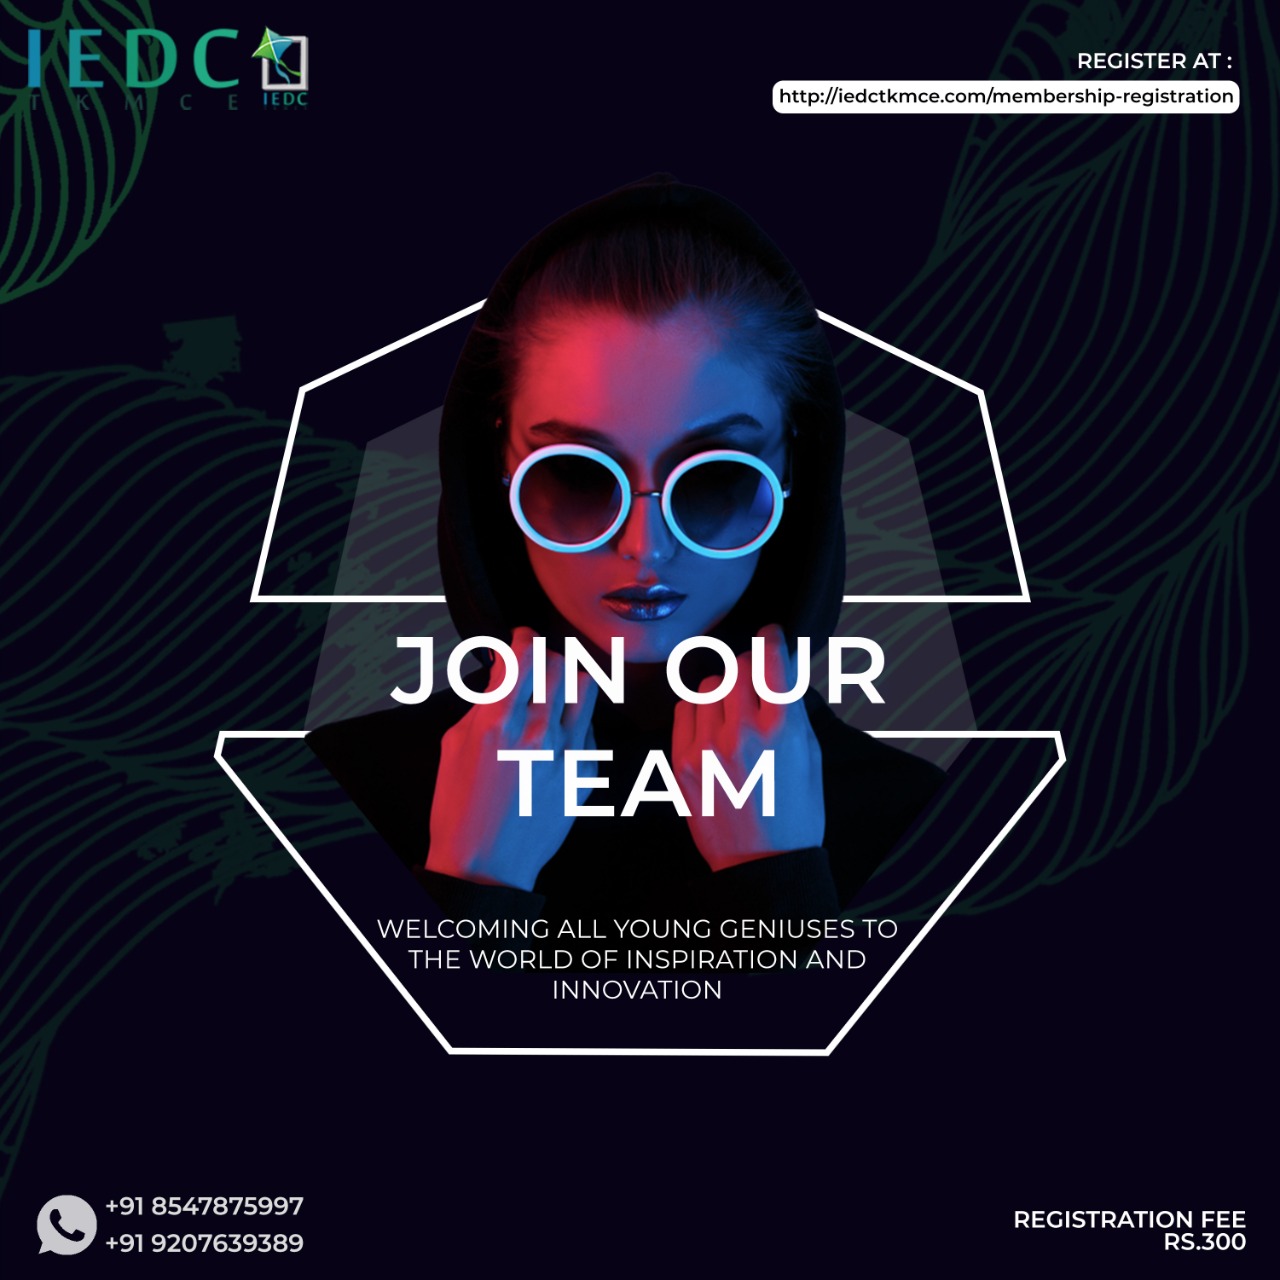 IEDC
TKMCE
IEDC
REGISTER AT :
http://iedctkmce.com/membership-registration
JOIN OUR
TEAM
WELCOMING ALL YOUNG GENIUSES TO
THE WORLD OF INSPIRATION AND
INNOVATION
+91 8547875997
+91 9207639389
REGISTRATION FEE
RS.300